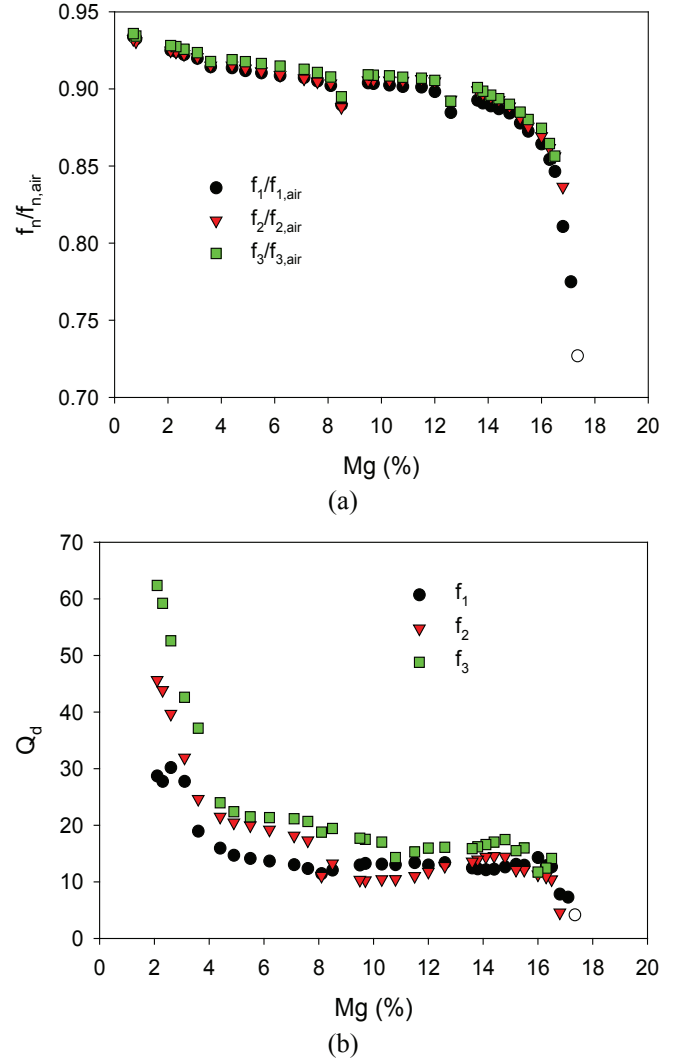 0.95
0.90
0.85
0.80
0.75
0.70
fₙ/fₙ,ₐᵢᵣ
f₁/f₁,ₐᵢᵣ
f₂/f₂,ₐᵢᵣ
f₃/f₃,ₐᵢᵣ
0 2 4 6 8 10 12 14 16 18 20
Mg (%)
(a)
70
60
50
40
30
20
10
0
Q_d
f₁
f₂
f₃
0 2 4 6 8 10 12 14 16 18 20
Mg (%)
(b)